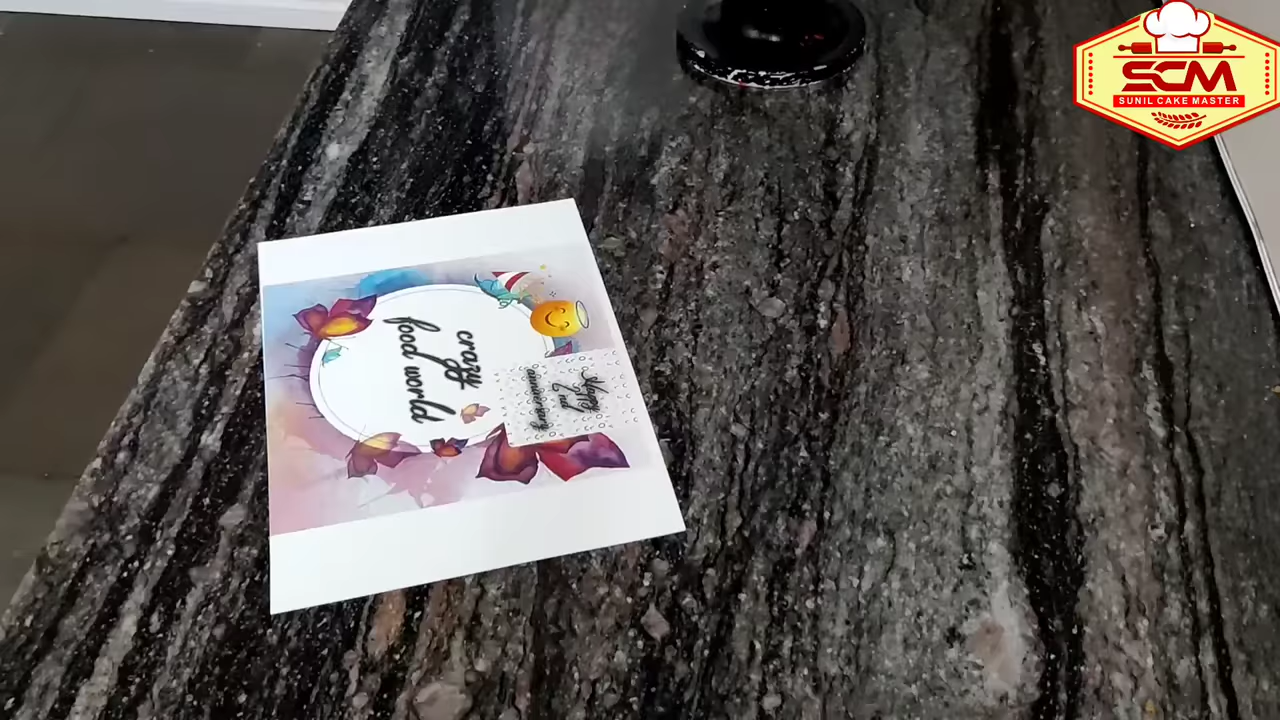 SCM
SUNIL CAKE MASTER
crazy
food world
Happy
2nd
anniversary